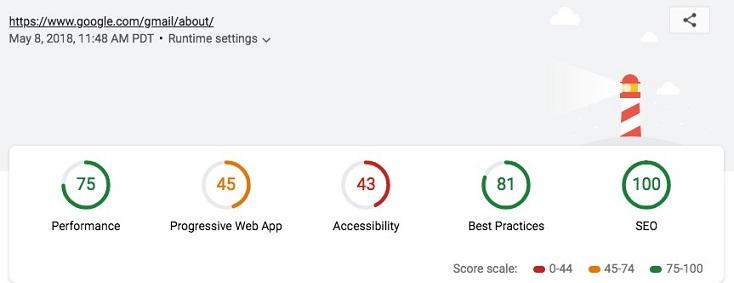 https://www.google.com/gmail/about/
May 8, 2018, 11:48 AM PDT • Runtime settings
75 45 43 81 100
Performance Progressive Web App Accessibility Best Practices SEO
Score scale: 0-44 45-74 75-100